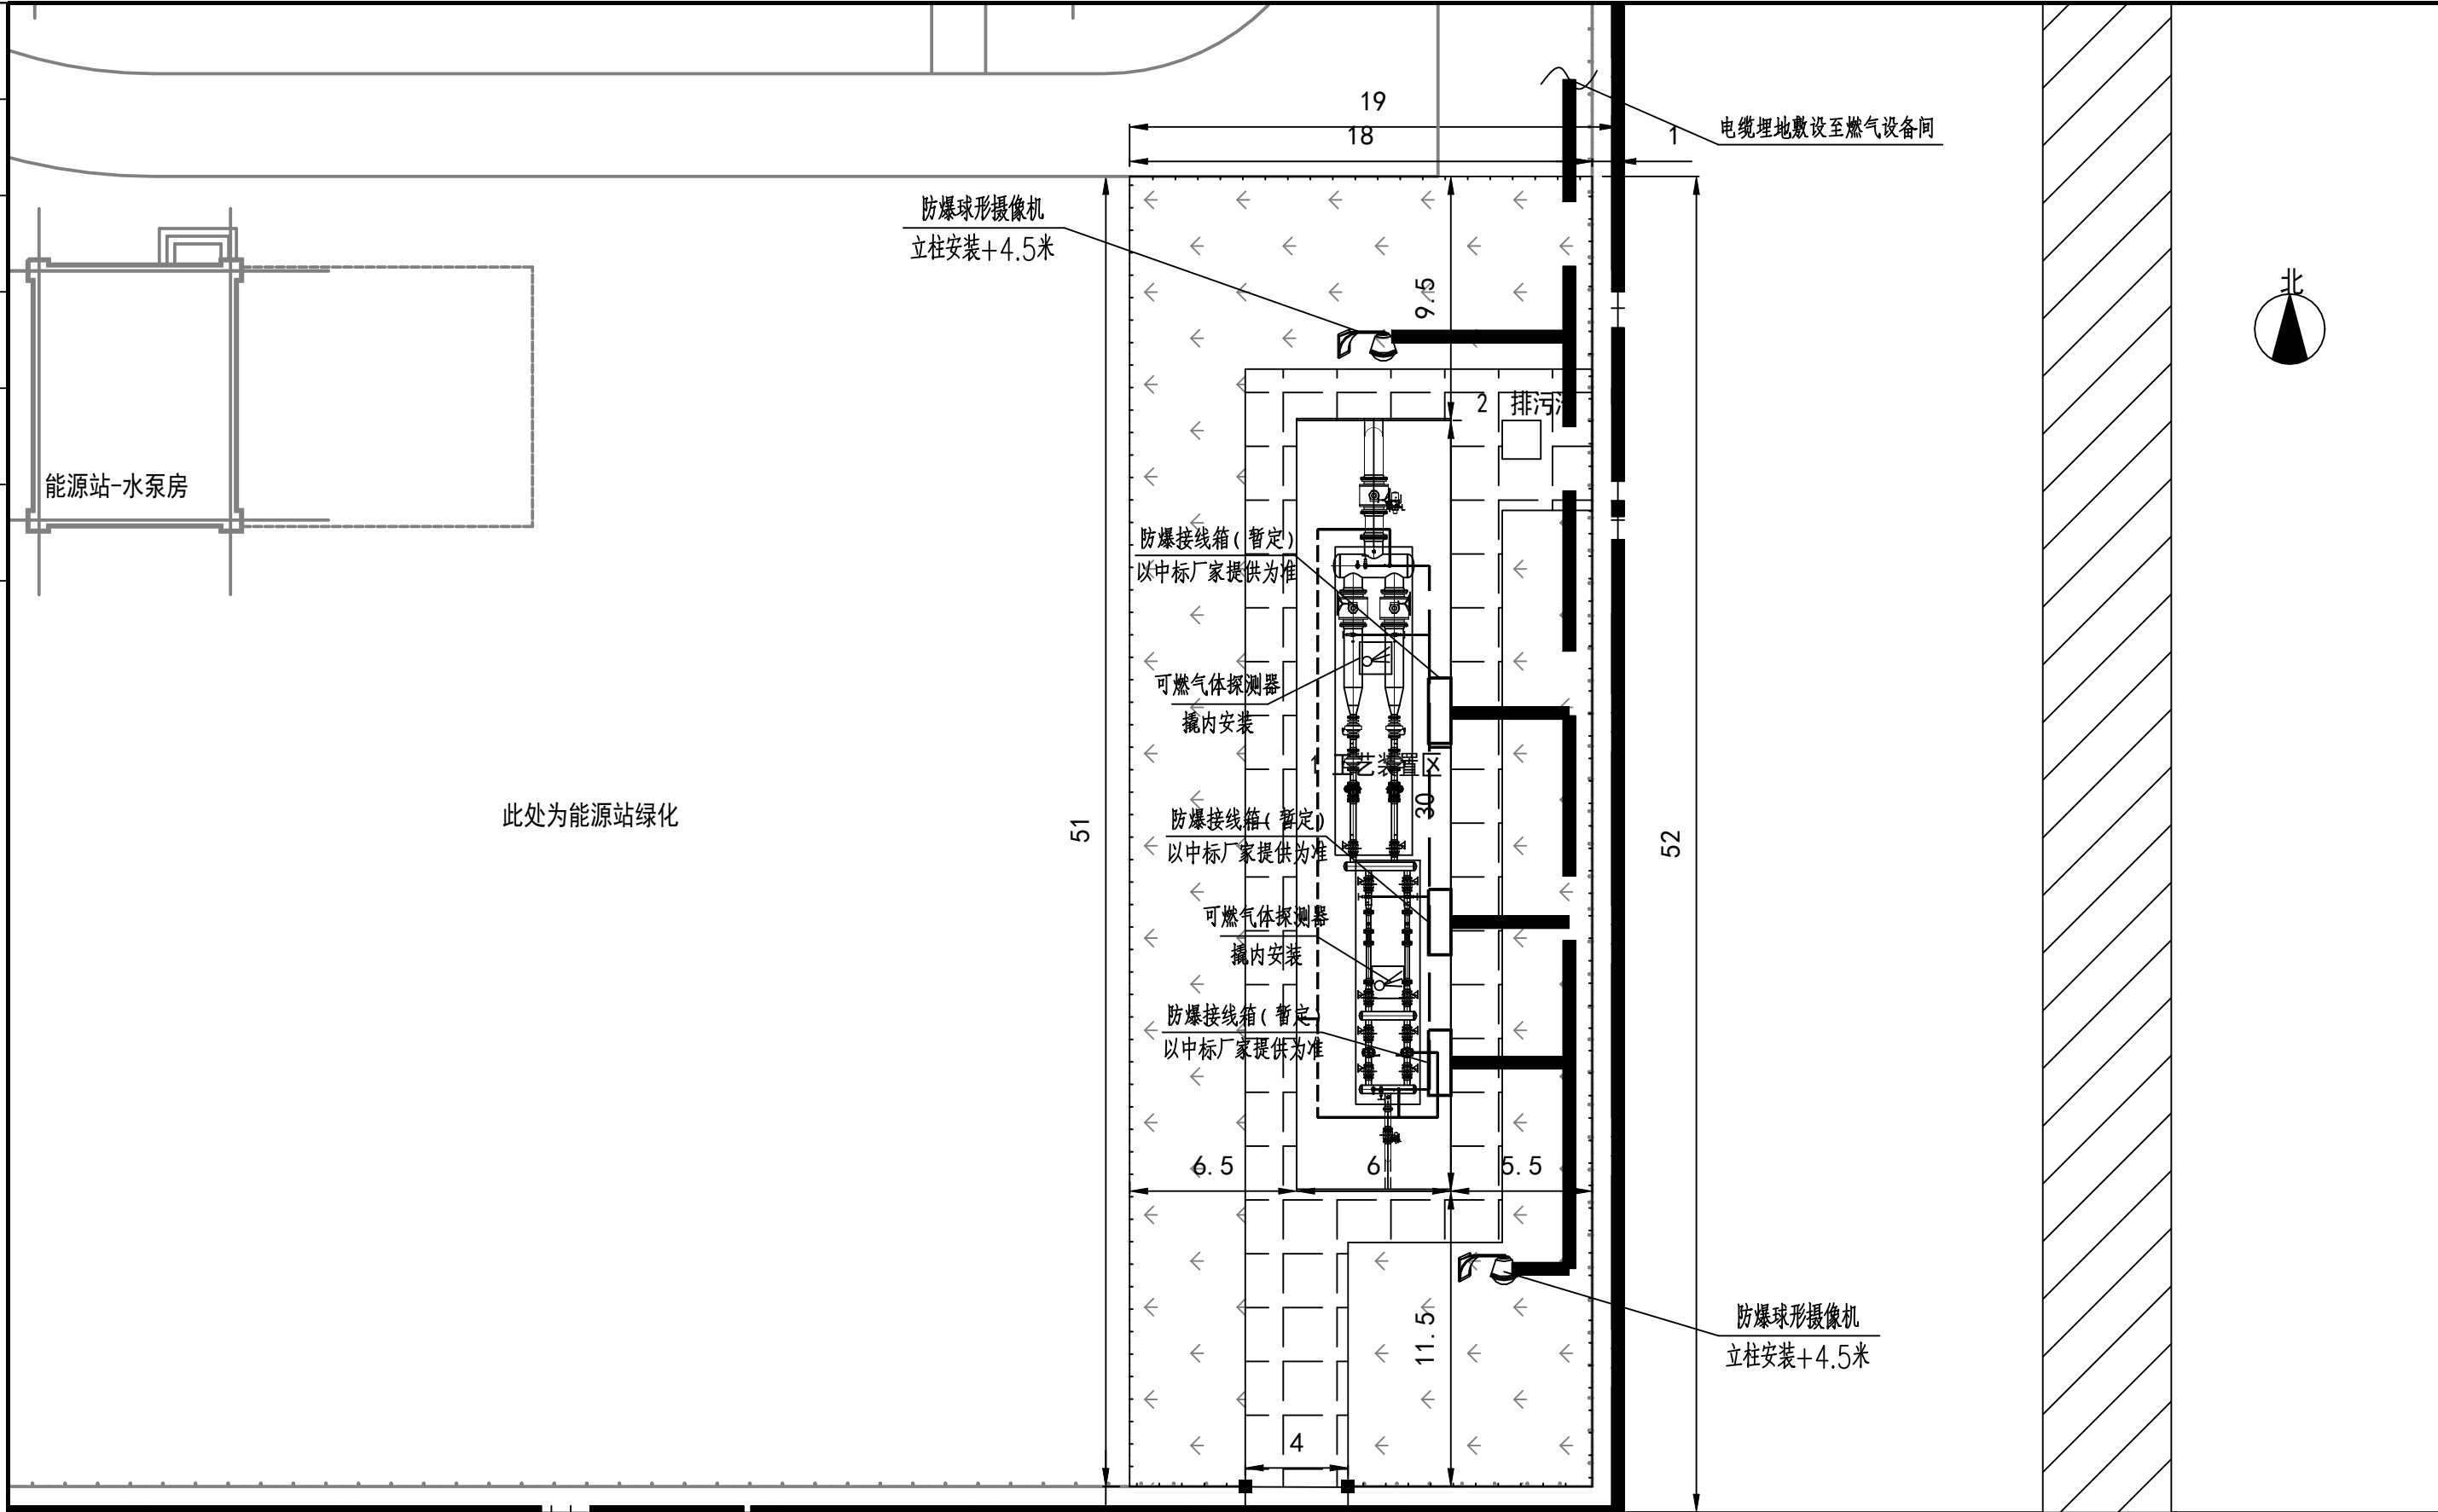 19
18
1
电缆埋地敷设至燃气设备间
防爆球形摄像机
立柱安装+4.5米
北
9.5
2 排污
能源站-水泵房
防爆接线箱(暂定)
以中标厂家提供为准
可燃气体探测器
撬内安装
1 工艺装置区
30
此处为能源站绿化
51
52
防爆接线箱(暂定)
以中标厂家提供为准
可燃气体探测器
撬内安装
防爆接线箱(暂定)
以中标厂家提供为准
6.5
6
5.5
11.5
防爆球形摄像机
立柱安装+4.5米
4